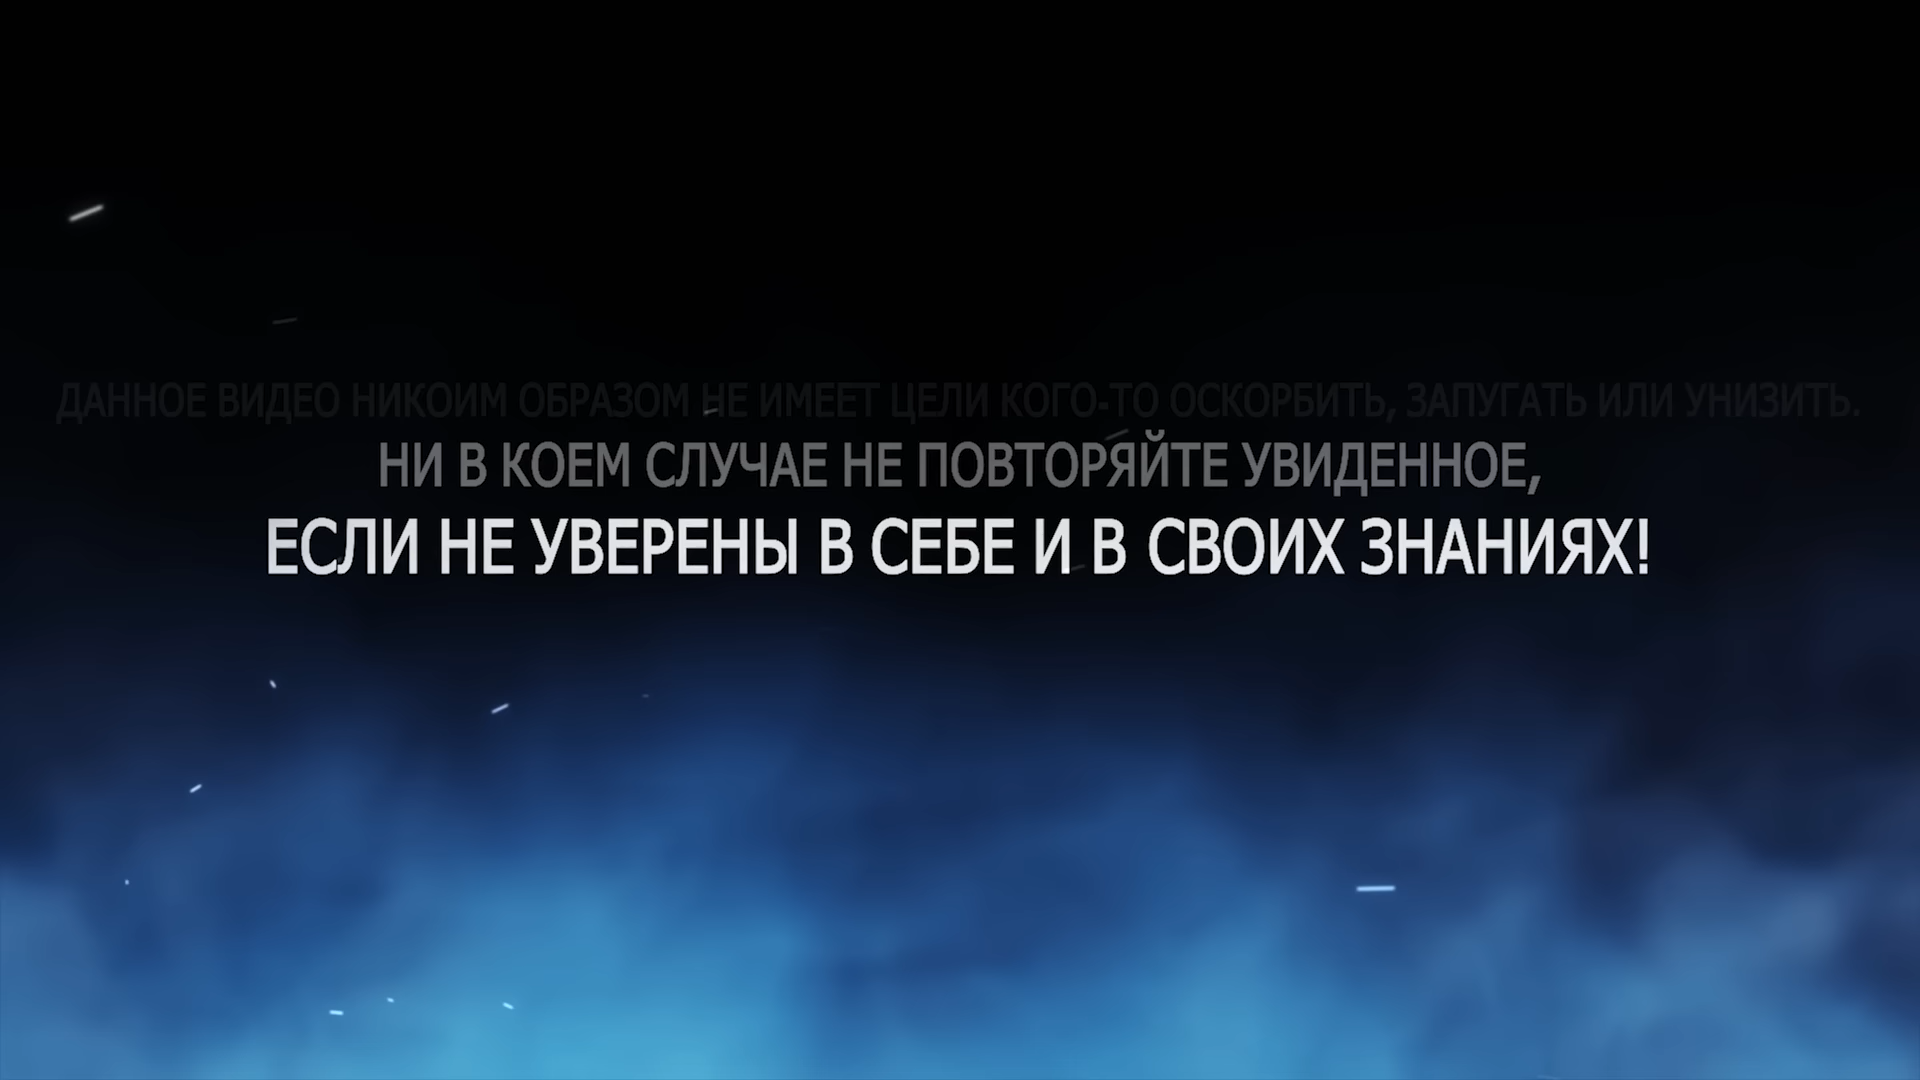 ДАННОЕ ВИДЕО НИКОИМ ОБРАЗОМ НЕ ИМЕЕТ ЦЕЛИ КОГО-ТО ОСКОРБИТЬ, ЗАПУГАТЬ ИЛИ УНИЗИТЬ.
НИ В КОЕМ СЛУЧАЕ НЕ ПОВТОРЯЙТЕ УВИДЕННОЕ,
ЕСЛИ НЕ УВЕРЕНЫ В СЕБЕ И В СВОИХ ЗНАНИЯХ!